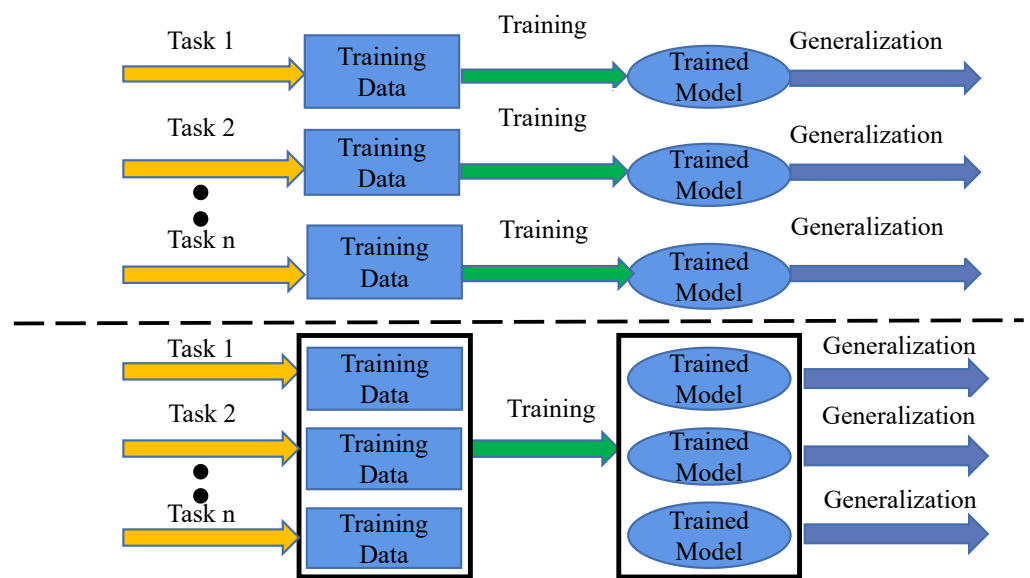 Task 1
Training
Data
Training
Trained
Model
Generalization
Task 2
Training
Data
Training
Trained
Model
Generalization
Task n
Training
Data
Training
Trained
Model
Generalization
Task 1
Training
Data
Trained
Model
Generalization
Task 2
Training
Data
Training
Trained
Model
Generalization
Task n
Training
Data
Trained
Model
Generalization